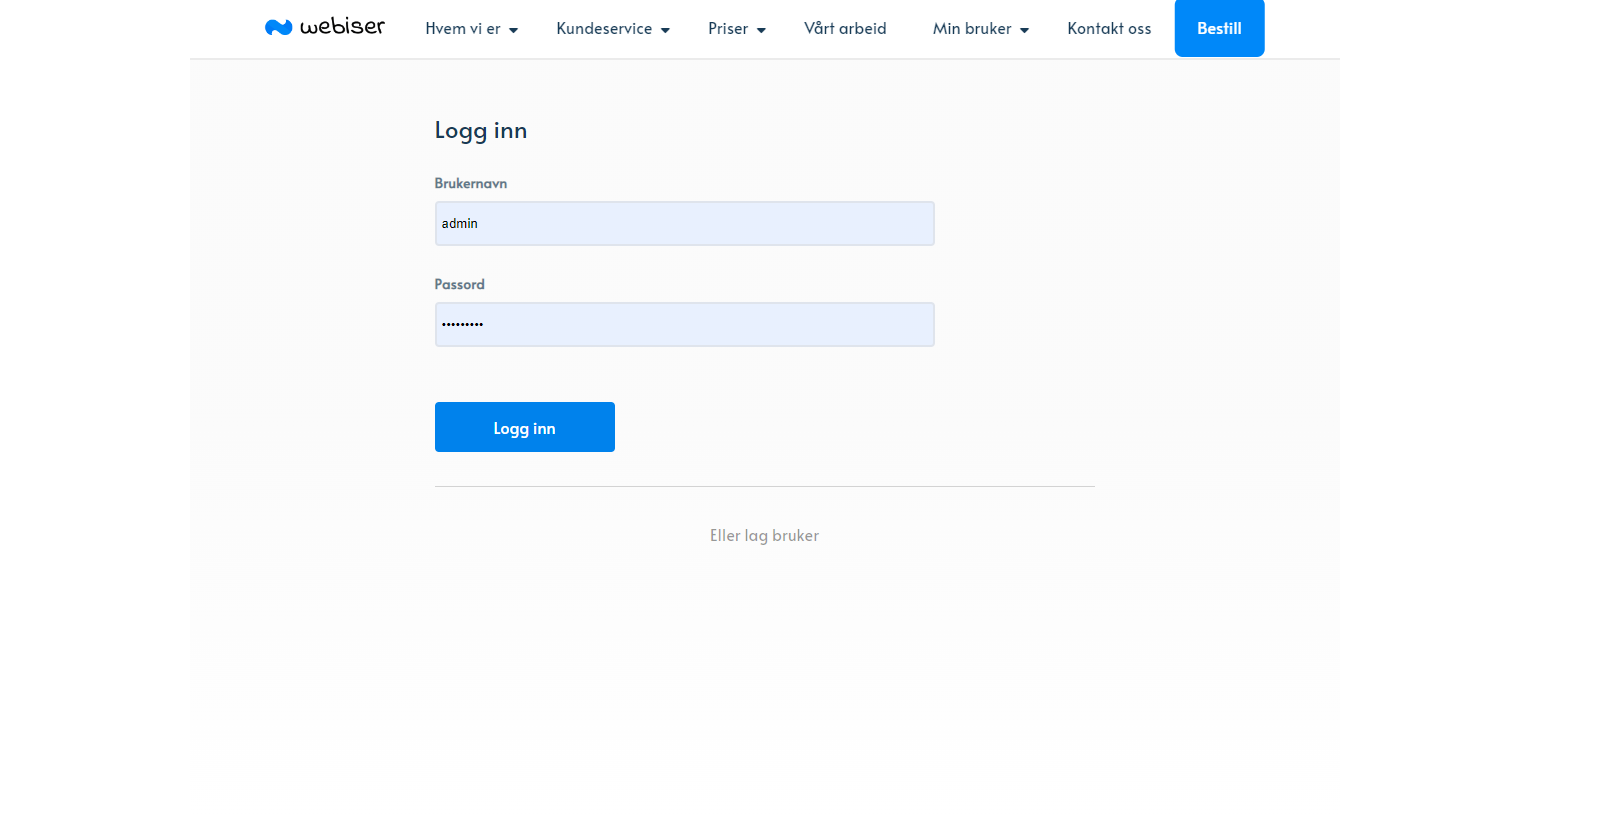 webiser Hvem vi er Kundeservice Priser Vårt arbeid Min bruker Kontakt oss Bestill
Logg inn
Brukernavn
admin
Passord
•••••••••
Logg inn
Eller lag bruker